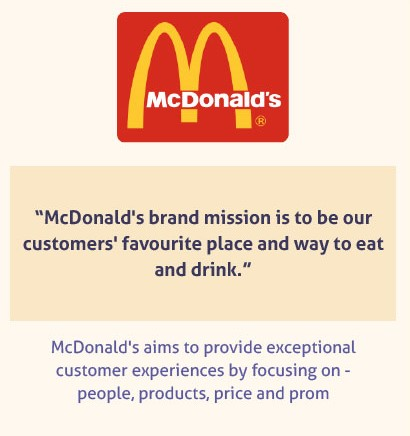 McDonald's
®
“McDonald's brand mission is to be our
customers' favourite place and way to eat
and drink.”
McDonald's aims to provide exceptional
customer experiences by focusing on -
people, products, price and prom